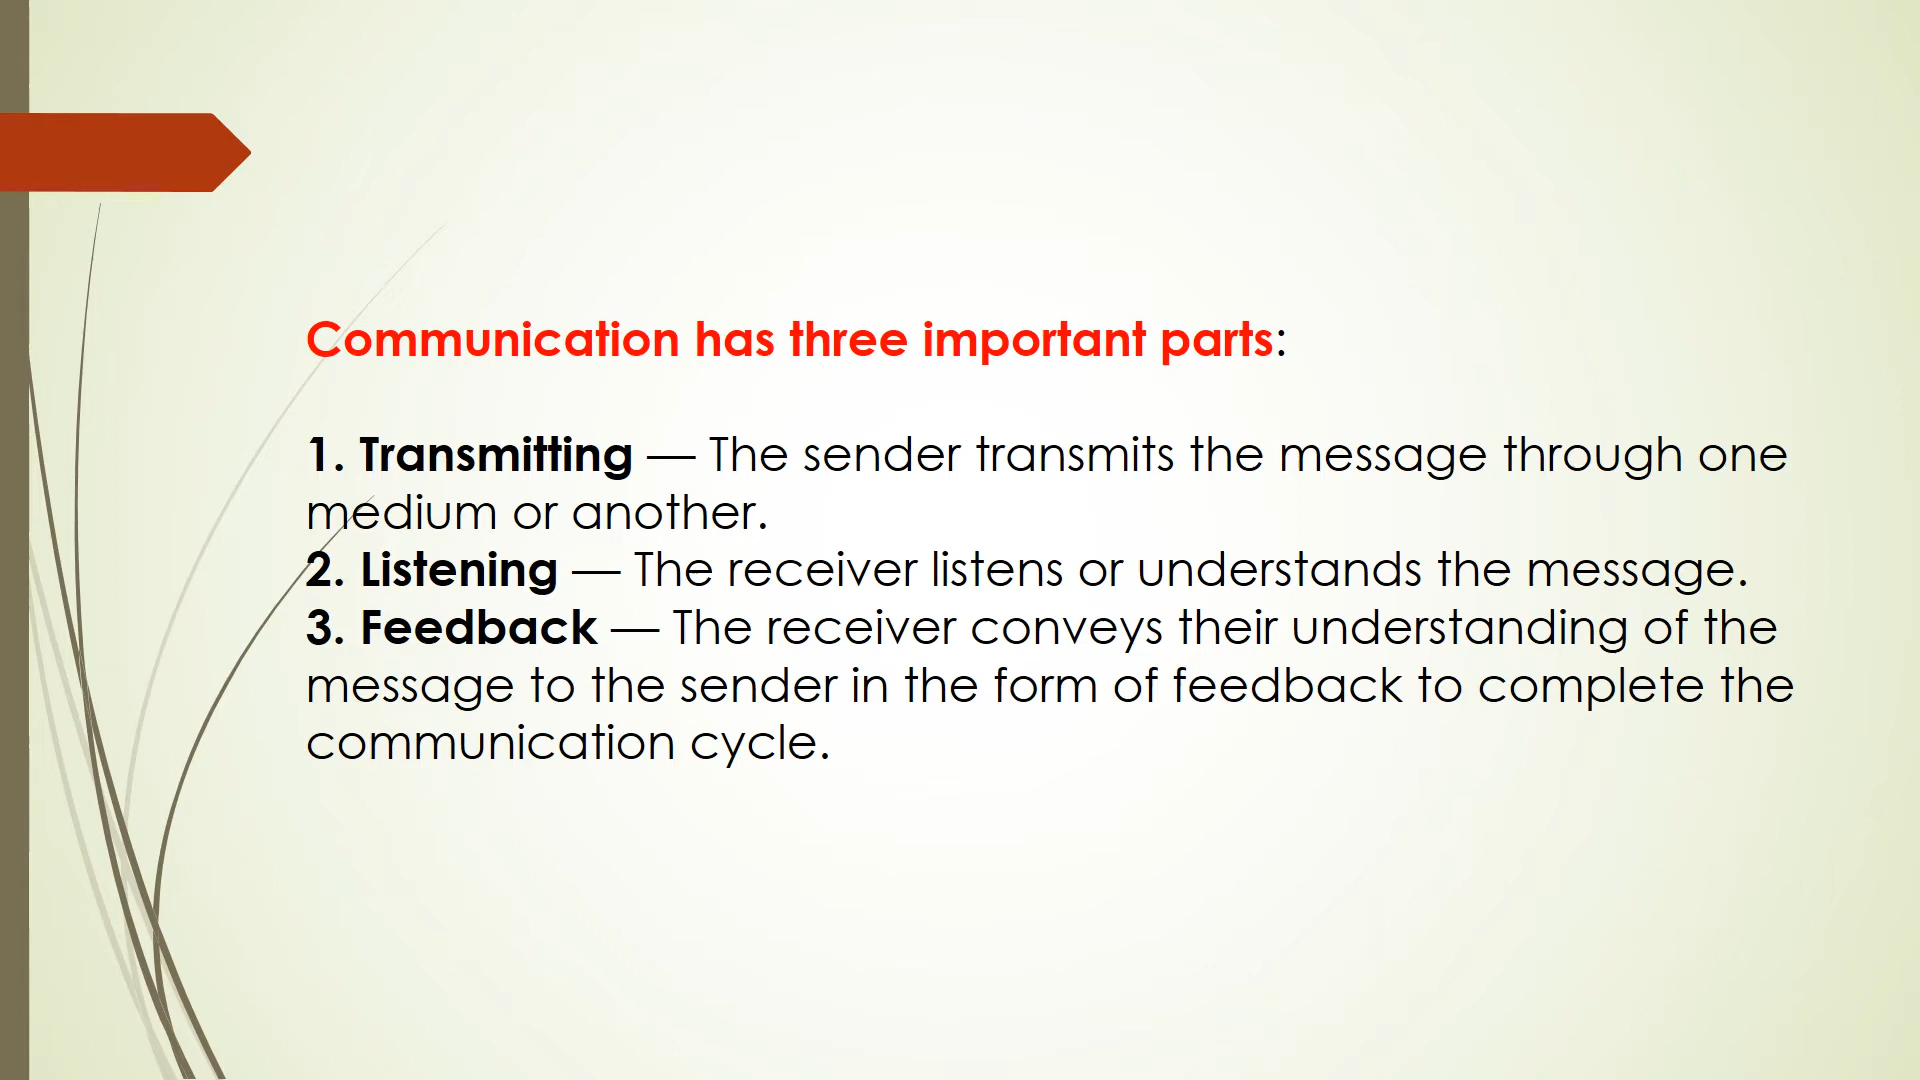 Communication has three important parts:
1. Transmitting — The sender transmits the message through one
medium or another.
2. Listening — The receiver listens or understands the message.
3. Feedback — The receiver conveys their understanding of the
message to the sender in the form of feedback to complete the
communication cycle.